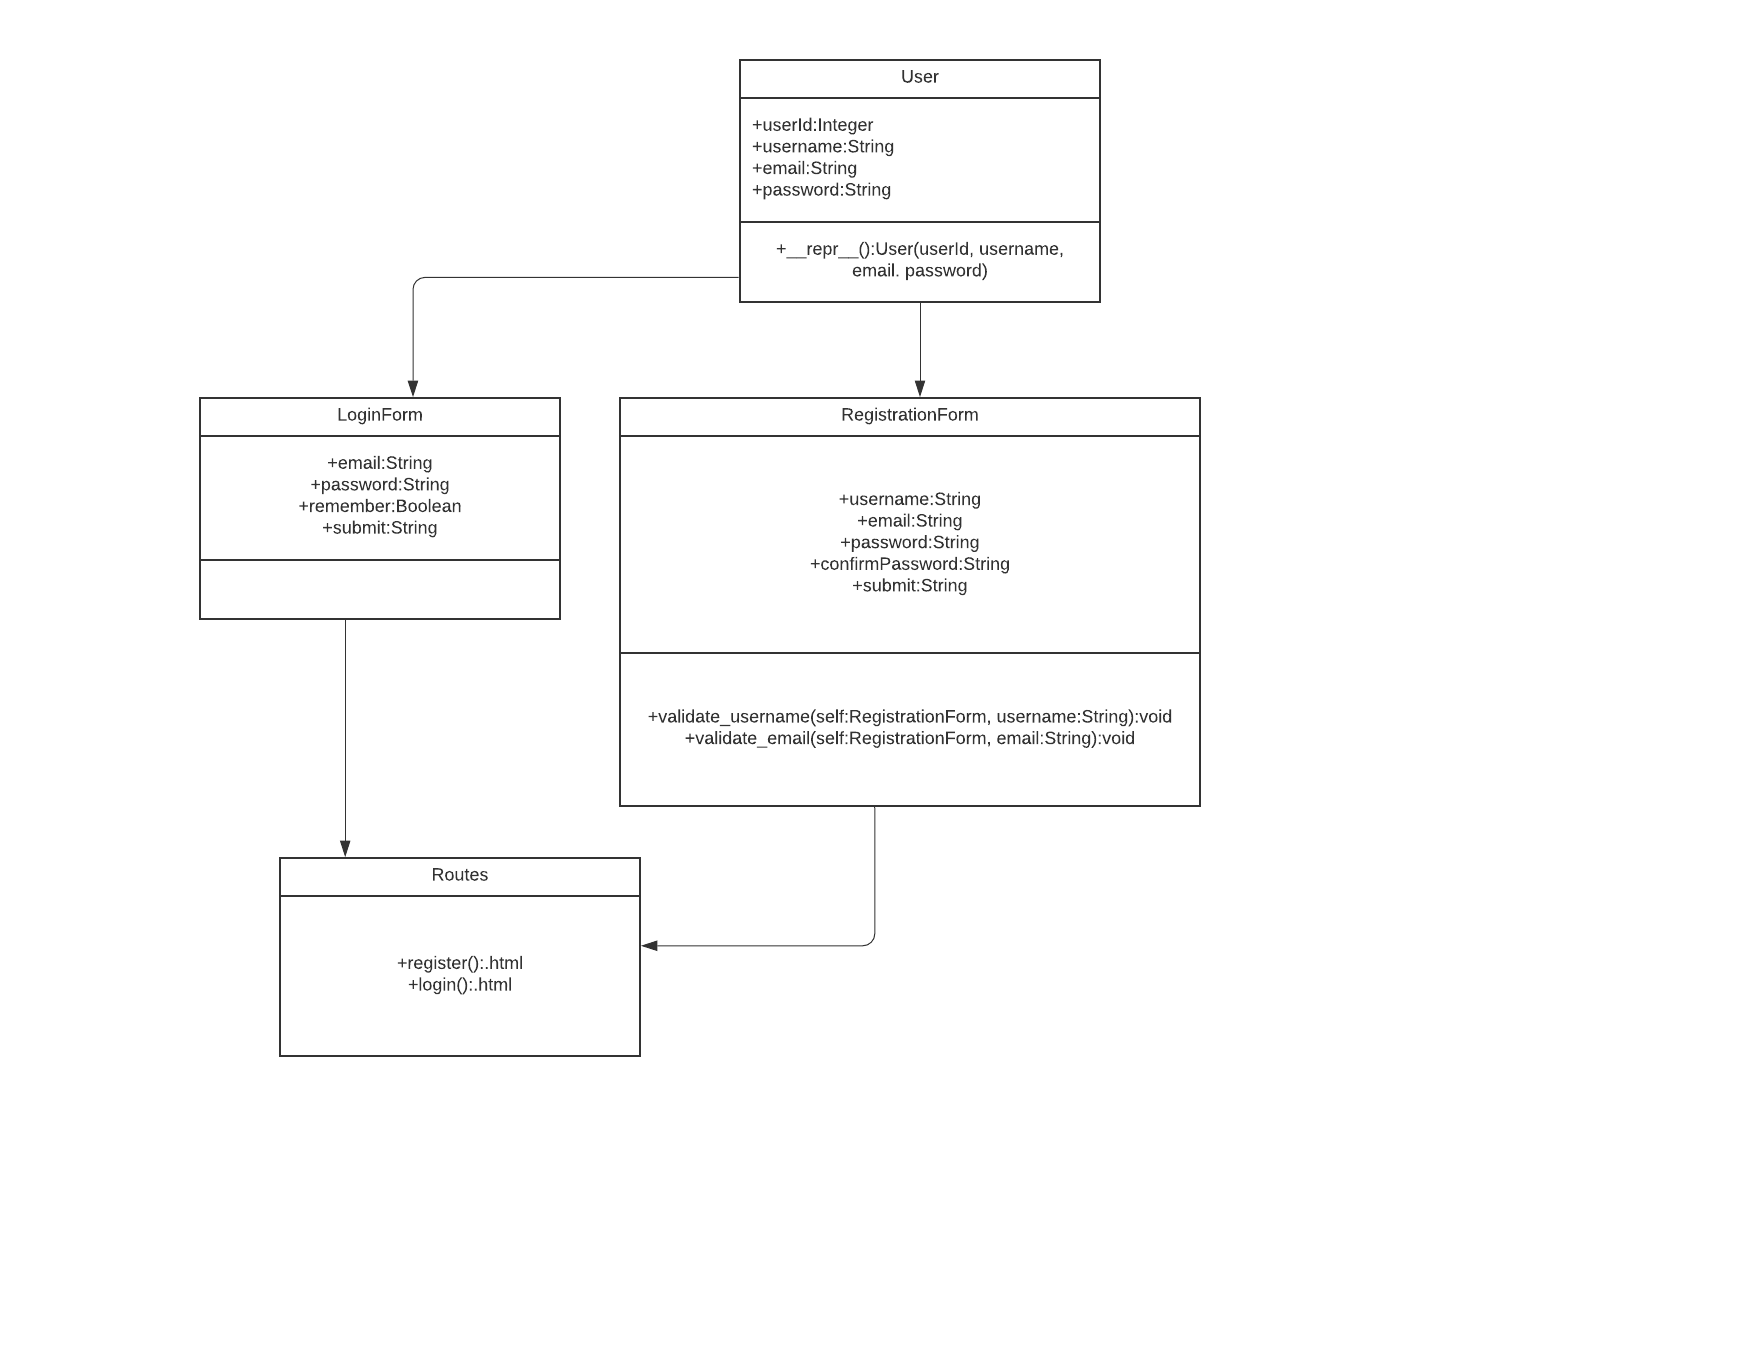 User
+userId:Integer
+username:String
+email:String
+password:String
+__repr__():User(userId, username,
email. password)
LoginForm
+email:String
+password:String
+remember:Boolean
+submit:String
RegistrationForm
+username:String
+email:String
+password:String
+confirmPassword:String
+submit:String
+validate_username(self:RegistrationForm, username:String):void
+validate_email(self:RegistrationForm, email:String):void
Routes
+register():.html
+login():.html